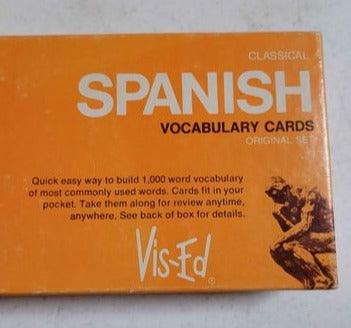 CLASSICAL
SPANISH
VOCABULARY CARDS
ORIGINAL SET
Quick easy way to build 1,000 word vocabulary
of most commonly used words. Cards fit in your
pocket. Take them along for review anytime,
anywhere. See back of box for details.
Vis-Ed®